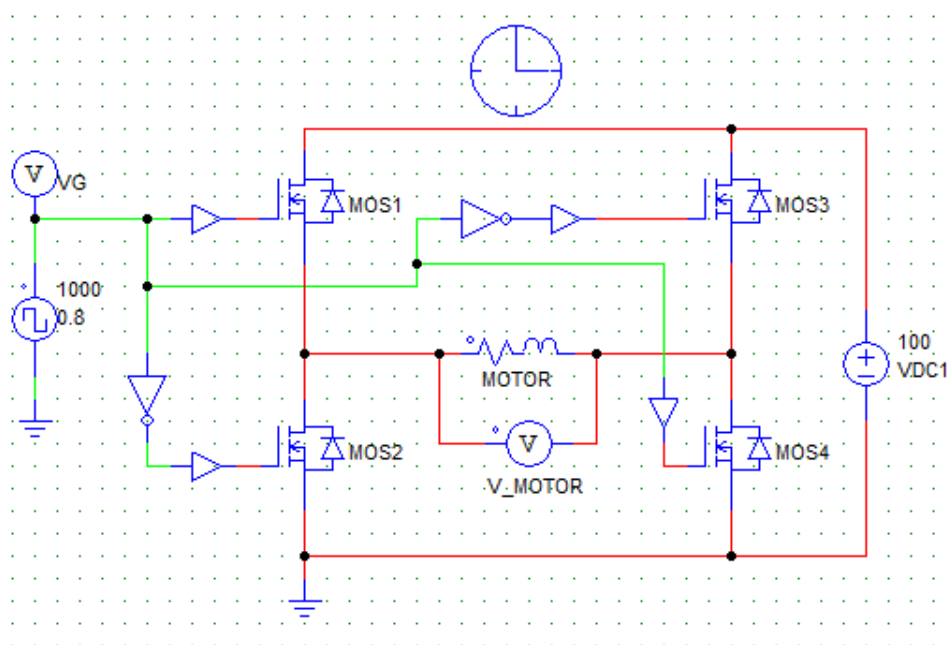 V
VG
MOS1
MOS3
1000
0.8
100
VDC1
MOTOR
V
V_MOTOR
MOS2
MOS4